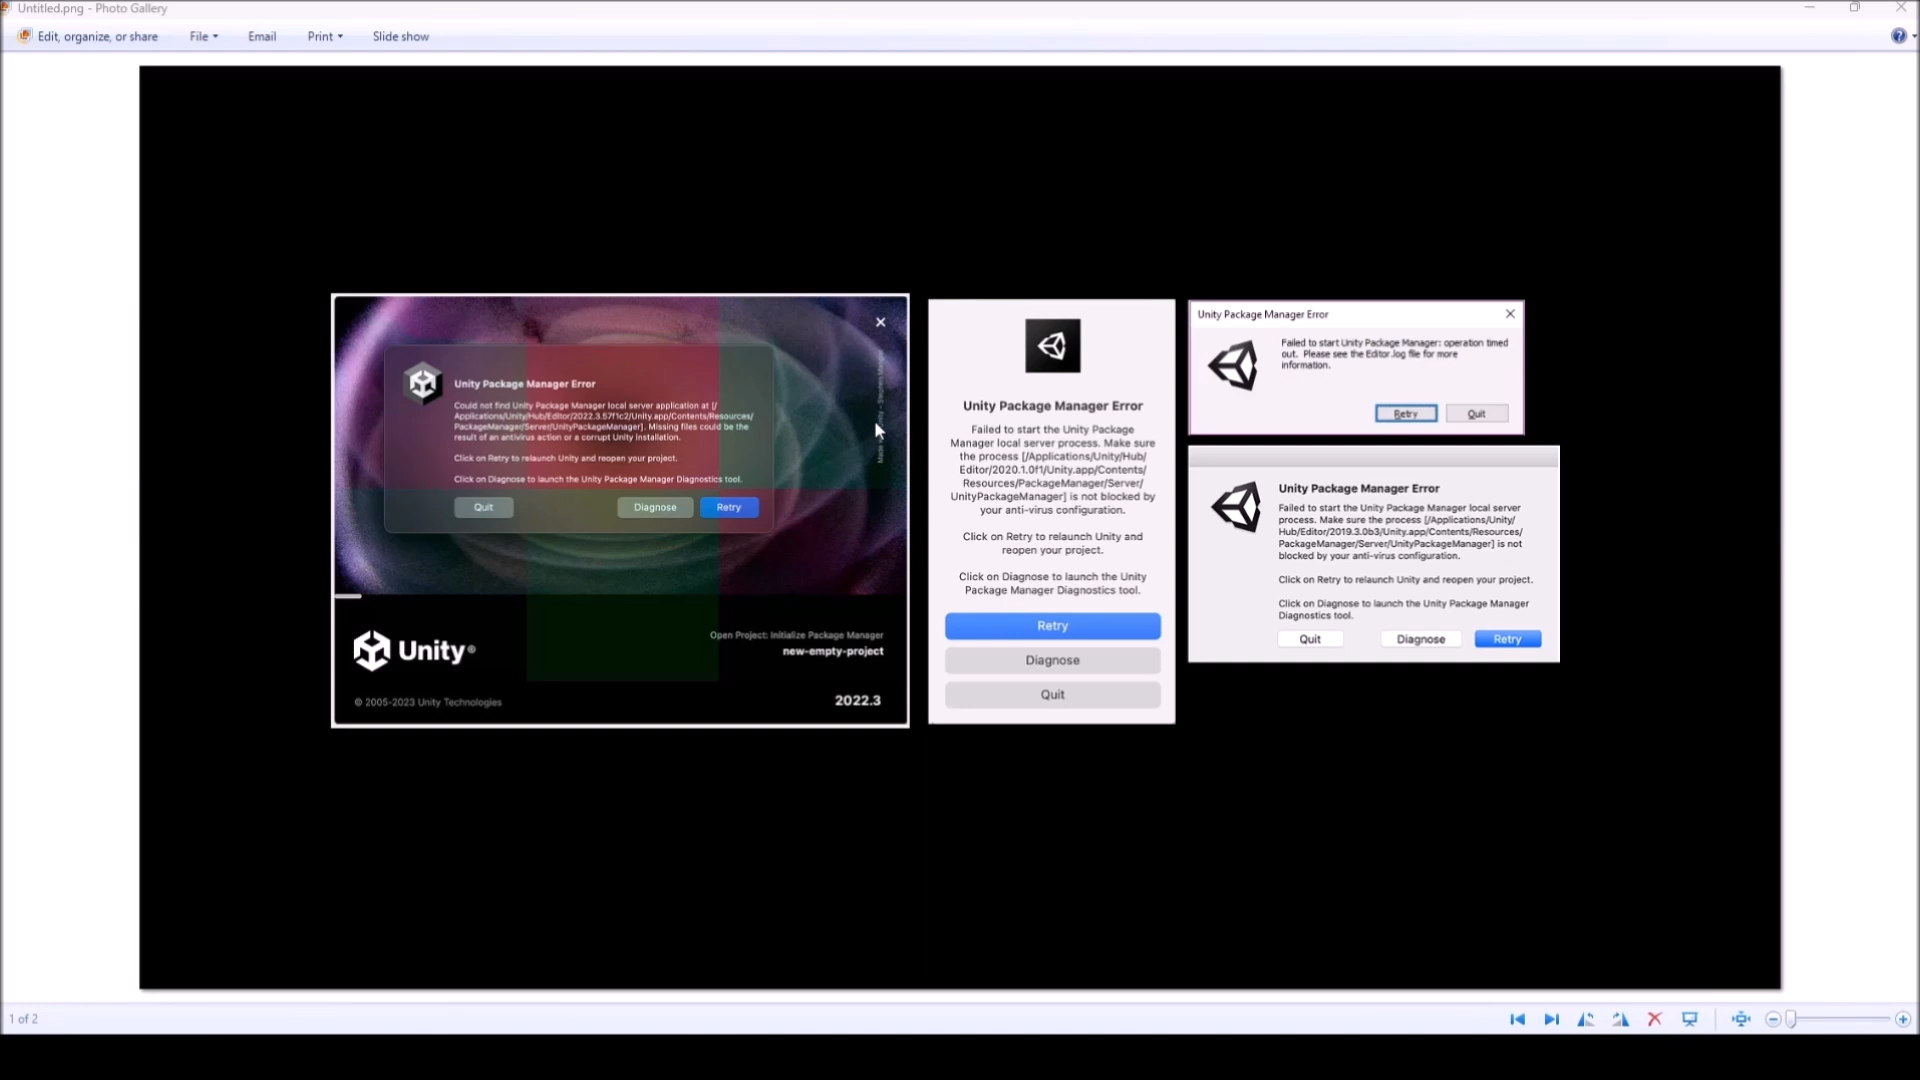 Untitled.png - Photo Gallery
Edit, organize, or share File Email Print Slide show
Unity Package Manager Error
Could not find Unity Package Manager local server application at [/
Applications/Unity/Hub/Editor/2022.3.57f1c2/Unity.app/Contents/Resources/
PackageManager/Server/UnityPackageManager]. Missing files could be the
result of an antivirus action or a corrupt Unity installation.
Click on Retry to relaunch Unity and reopen your project.
Click on Diagnose to launch the Unity Package Manager Diagnostics tool.
Quit Diagnose Retry
Made
Unity®
Open Project: Initialize Package Manager
new-empty-project
© 2005-2023 Unity Technologies
2022.3
Unity Package Manager Error
Failed to start the Unity Package
Manager local server process. Make sure
the process [/Applications/Unity/Hub/
Editor/2020.1.0f1/Unity.app/Contents/
Resources/PackageManager/Server/
UnityPackageManager] is not blocked by
your anti-virus configuration.
Click on Retry to relaunch Unity and
reopen your project.
Click on Diagnose to launch the Unity
Package Manager Diagnostics tool.
Retry
Diagnose
Quit
Unity Package Manager Error
Failed to start Unity Package Manager: operation timed
out. Please see the Editor.log file for more
information.
Retry Quit
Unity Package Manager Error
Failed to start the Unity Package Manager local server
process. Make sure the process [/Applications/Unity/
Hub/Editor/2019.3.0b3/Unity.app/Contents/Resources/
PackageManager/Server/UnityPackageManager] is not
blocked by your anti-virus configuration.
Click on Retry to relaunch Unity and reopen your project.
Click on Diagnose to launch the Unity Package Manager
Diagnostics tool.
Quit Diagnose Retry
1 of 2